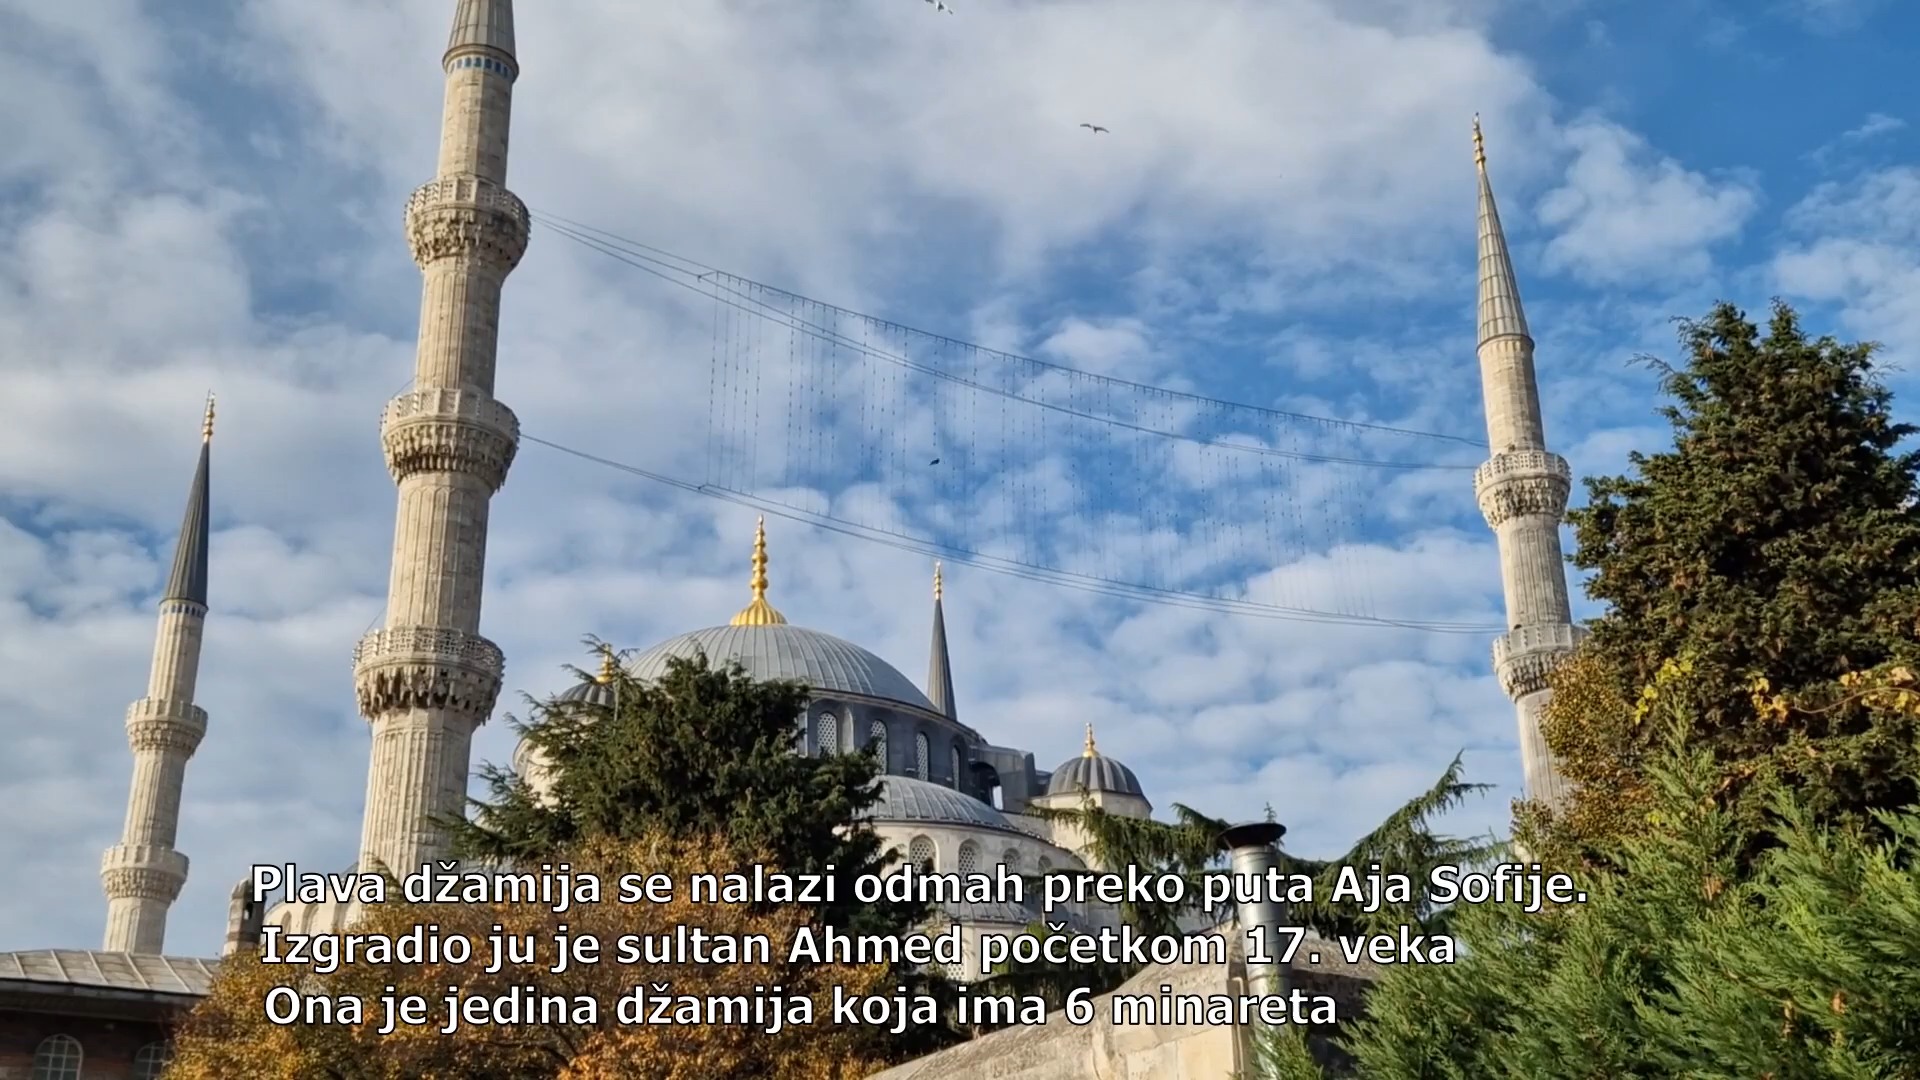 Plava džamija se nalazi odmah preko puta Aja Sofije.
Izgradio ju je sultan Ahmed početkom 17. veka
Ona je jedina džamija koja ima 6 minareta